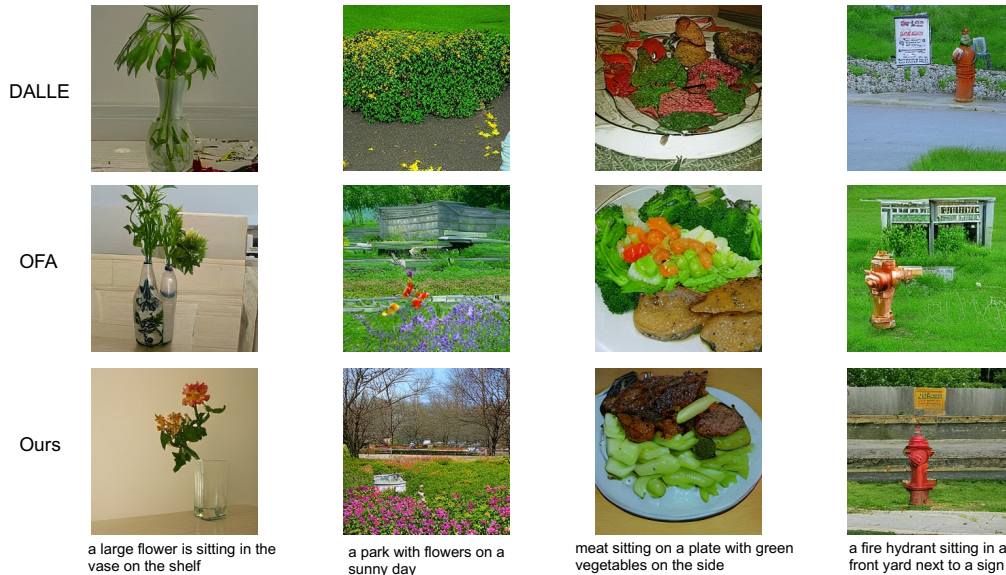 DALLE
OFA
Ours
a large flower is sitting in the
vase on the shelf
a park with flowers on a
sunny day
meat sitting on a plate with green
vegetables on the side
a fire hydrant sitting in a
front yard next to a sign